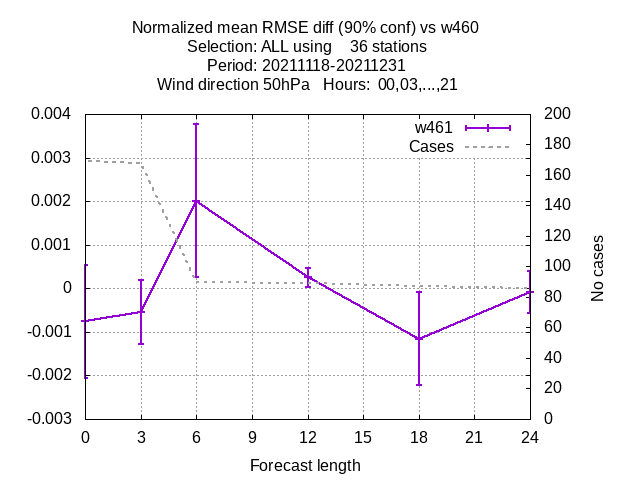 Normalized mean RMSE diff (90% conf) vs w460
Selection: ALL using    36 stations
Period: 20211118-20211231
Wind direction 50hPa   Hours:  00,03,...,21
w461
Cases
0.004
0.003
0.002
0.001
0
-0.001
-0.002
-0.003
200
180
160
140
120
100
80
60
40
20
0
No cases
0 3 6 9 12 15 18 21 24
Forecast length